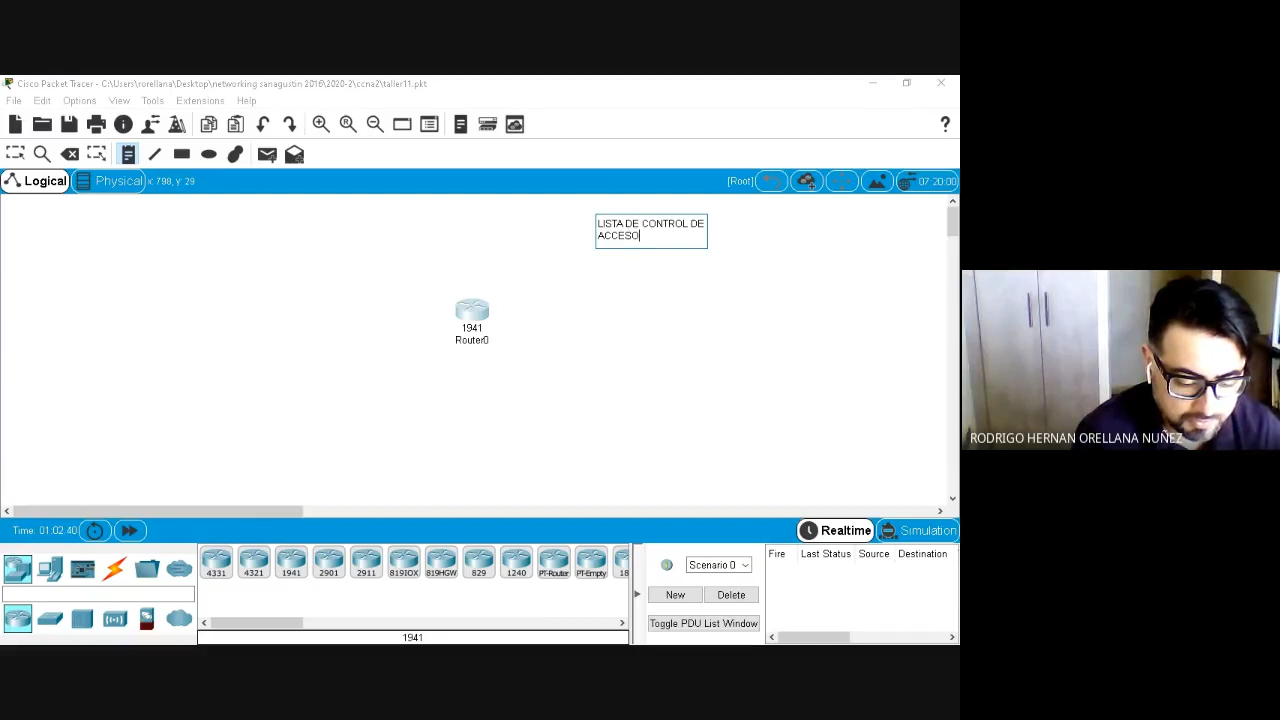 Cisco Packet Tracer - C:\Users\rorellana\Desktop\networking sanagustin 2016\2020-2\ccna2\taller11.pkt
File Edit Options View Tools Extensions Help
?
Logical Physical x: 798, y: 29 [Root] 07:20:00
LISTA DE CONTROL DE
ACCESO
1941
Router0
RODRIGO HERNAN ORELLANA NUÑEZ
Time: 01:02:40 Realtime Simulation
4331 4321 1941 2901 2911 819IOX 819HGW 829 1240 PT-Router PT-Empty 18
Scenario 0 Fire Last Status Source Destination
New Delete
Toggle PDU List Window
1941